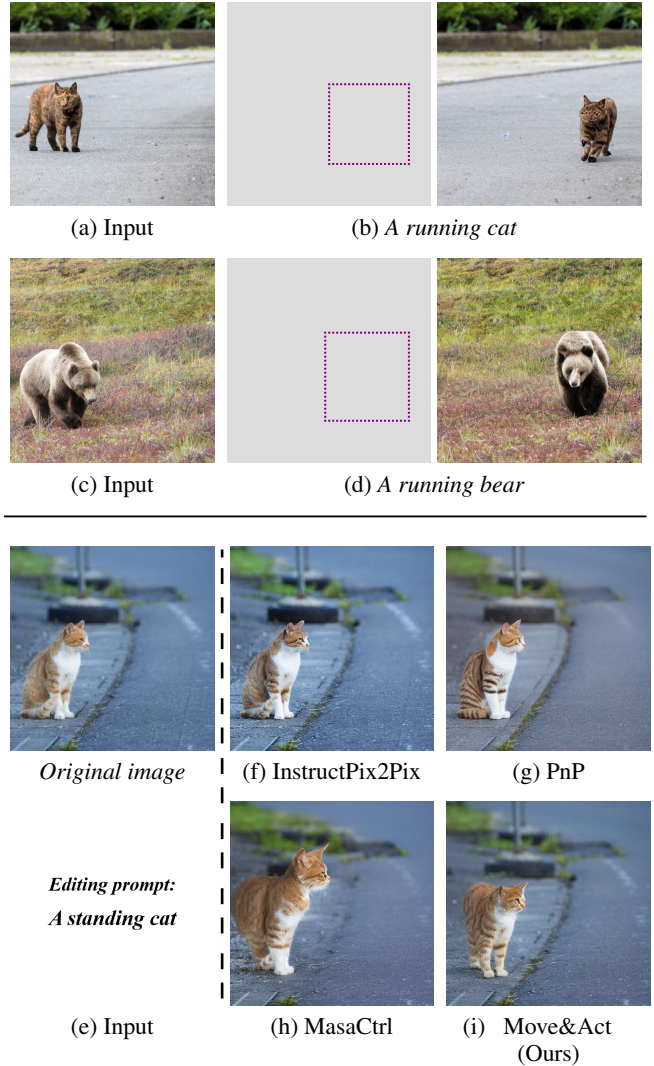 (a) Input
(b) A running cat
(c) Input
(d) A running bear
Original image
(f) InstructPix2Pix
(g) PnP
Editing prompt:
A standing cat
(e) Input
(h) MasaCtrl
(i) Move&Act
(Ours)